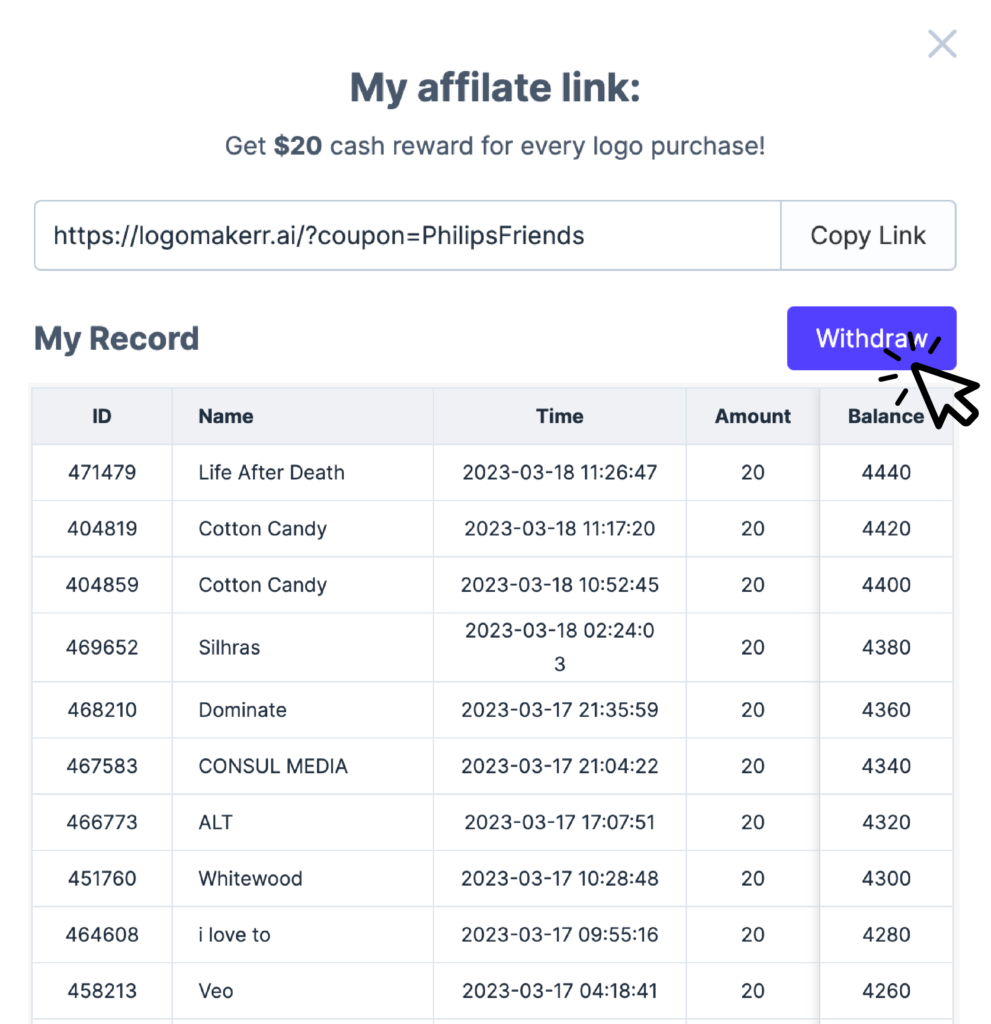 My affilate link:
Get $20 cash reward for every logo purchase!
https://logomakerr.ai/?coupon=PhilipsFriends Copy Link
My Record Withdraw
ID Name Time Amount Balance
471479 Life After Death 2023-03-18 11:26:47 20 4440
404819 Cotton Candy 2023-03-18 11:17:20 20 4420
404859 Cotton Candy 2023-03-18 10:52:45 20 4400
469652 Silhras 2023-03-18 02:24:0
3 20 4380
468210 Dominate 2023-03-17 21:35:59 20 4360
467583 CONSUL MEDIA 2023-03-17 21:04:22 20 4340
466773 ALT 2023-03-17 17:07:51 20 4320
451760 Whitewood 2023-03-17 10:28:48 20 4300
464608 i love to 2023-03-17 09:55:16 20 4280
458213 Veo 2023-03-17 04:18:41 20 4260